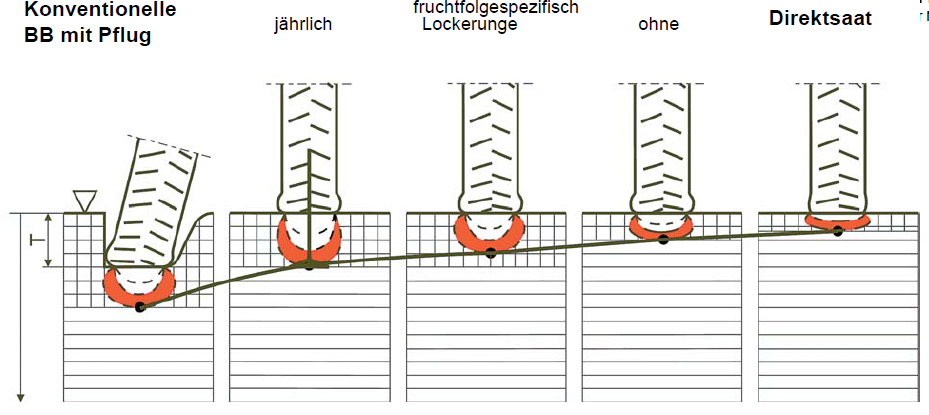 Konventionelle
BB mit Pflug
jährlich
fruchtfolgespezifisch
Lockerunge
ohne
Direktsaat
T